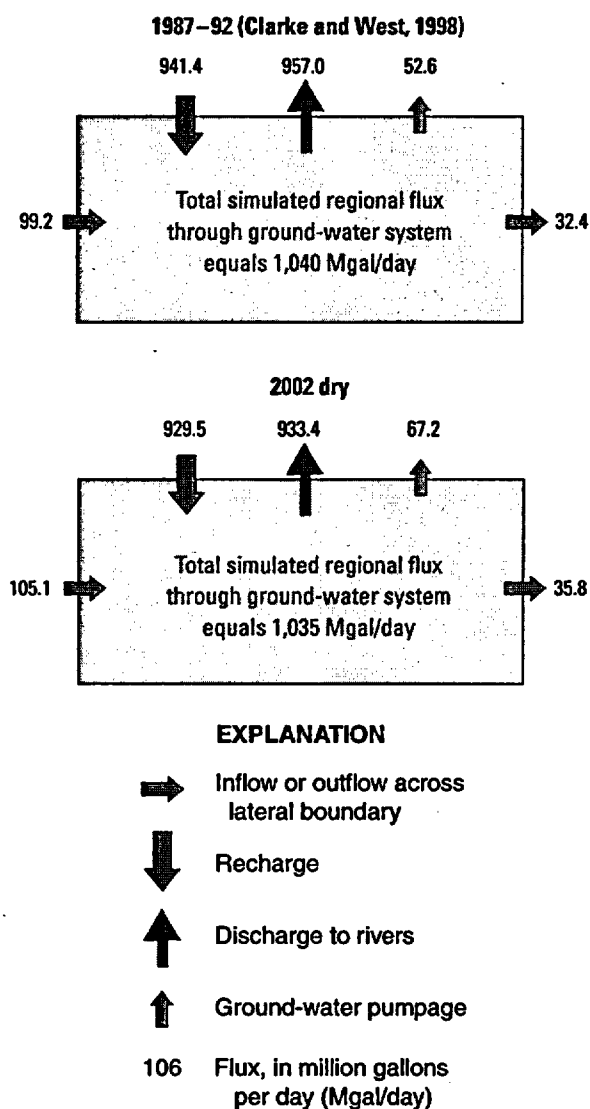 1987–92 (Clarke and West, 1998)
941.4 957.0 52.6
Total simulated regional flux
99.2 through ground-water system 32.4
equals 1,040 Mgal/day
2002 dry
929.5 933.4 67.2
Total simulated regional flux
105.1 through ground-water system 35.8
equals 1,035 Mgal/day
EXPLANATION
Inflow or outflow across
lateral boundary
Recharge
Discharge to rivers
Ground-water pumpage
106 Flux, in million gallons
per day (Mgal/day)